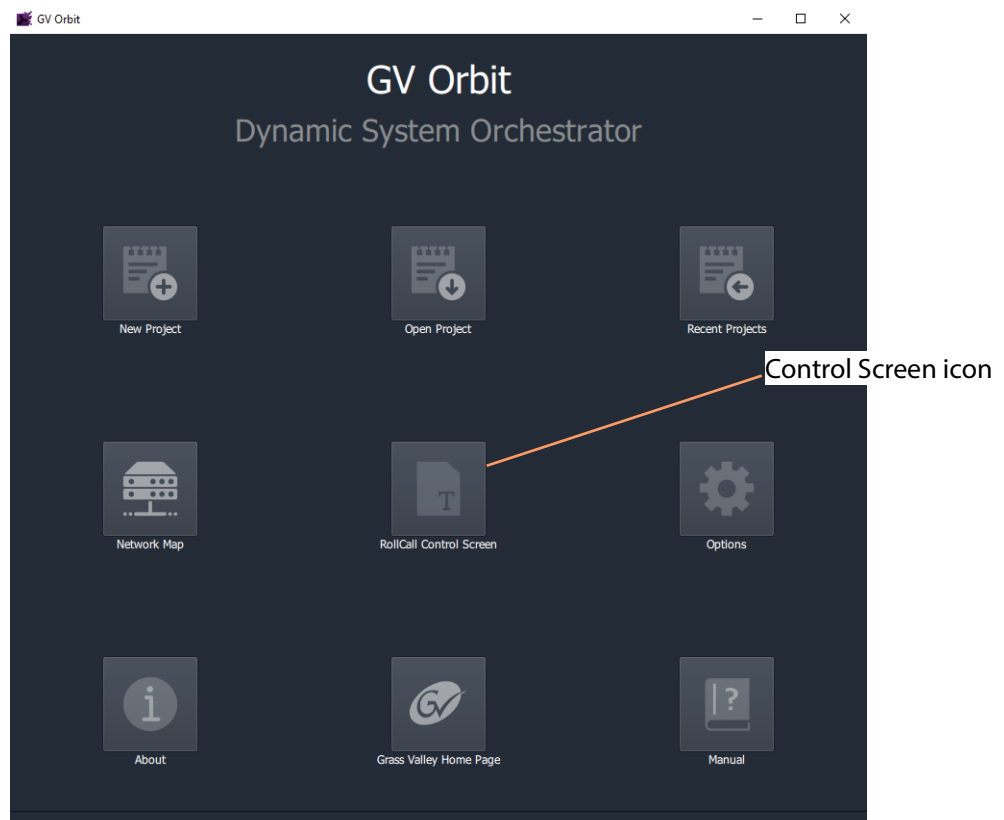 GV Orbit
GV Orbit
Dynamic System Orchestrator
New Project
Open Project
Recent Projects
Control Screen icon
T
Network Map
RollCall Control Screen
Options
i
GV
?
About
Grass Valley Home Page
Manual